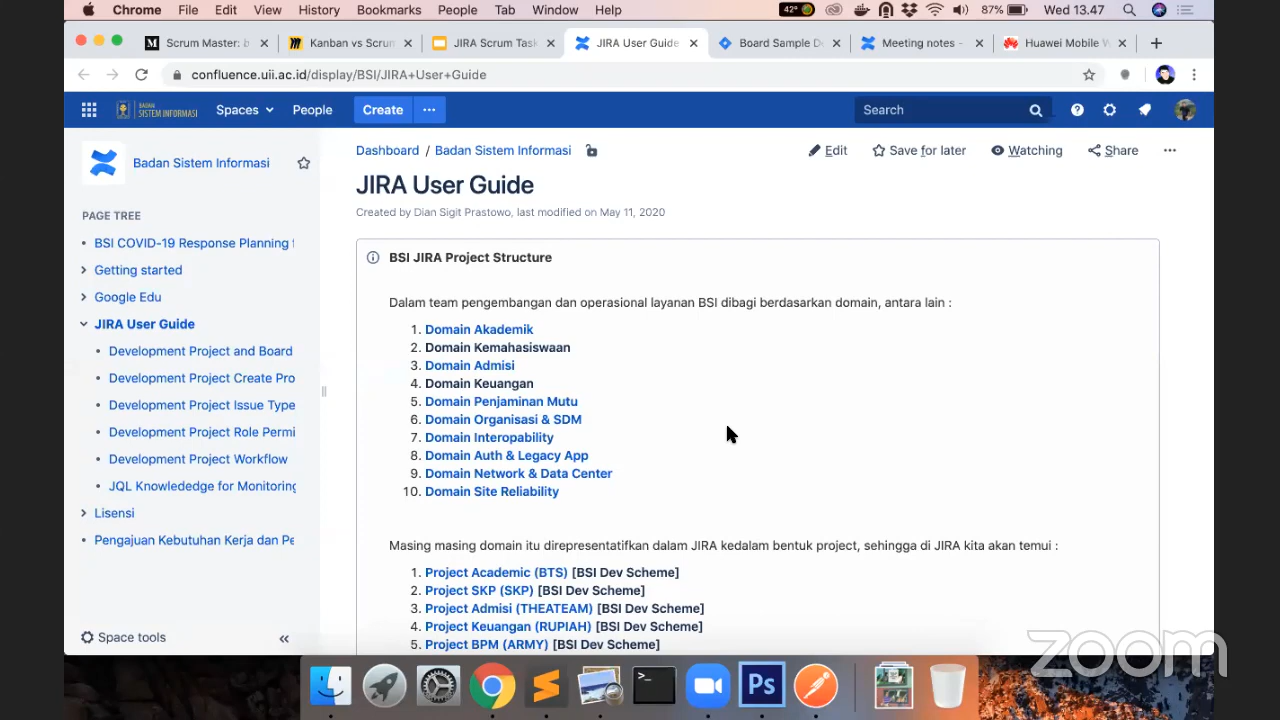 Chrome File Edit View History Bookmarks People Tab Window Help 42° 87% Wed 13.47
Scrum Master: b Kanban vs Scrum JIRA Scrum Task JIRA User Guide Board Sample D Meeting notes - Huawei Mobile W
confluence.uii.ac.id/display/BSI/JIRA+User+Guide
BADAN SISTEM INFORMASI Spaces People Create ··· Search
Badan Sistem Informasi
PAGE TREE
BSI COVID-19 Response Planning f
Getting started
Google Edu
JIRA User Guide
Development Project and Board
Development Project Create Pro
Development Project Issue Type
Development Project Role Permi
Development Project Workflow
JQL Knowledege for Monitoring
Lisensi
Pengajuan Kebutuhan Kerja dan Pe
Space tools
Dashboard / Badan Sistem Informasi Edit Save for later Watching Share ···
JIRA User Guide
Created by Dian Sigit Prastowo, last modified on May 11, 2020
BSI JIRA Project Structure
Dalam team pengembangan dan operasional layanan BSI dibagi berdasarkan domain, antara lain :
1. Domain Akademik
2. Domain Kemahasiswaan
3. Domain Admisi
4. Domain Keuangan
5. Domain Penjaminan Mutu
6. Domain Organisasi & SDM
7. Domain Interopability
8. Domain Auth & Legacy App
9. Domain Network & Data Center
10. Domain Site Reliability
Masing masing domain itu direpresentatifkan dalam JIRA kedalam bentuk project, sehingga di JIRA kita akan temui :
1. Project Academic (BTS) [BSI Dev Scheme]
2. Project SKP (SKP) [BSI Dev Scheme]
3. Project Admisi (THEATEAM) [BSI Dev Scheme]
4. Project Keuangan (RUPIAH) [BSI Dev Scheme]
5. Project BPM (ARMY) [BSI Dev Scheme]
Ps
zoom